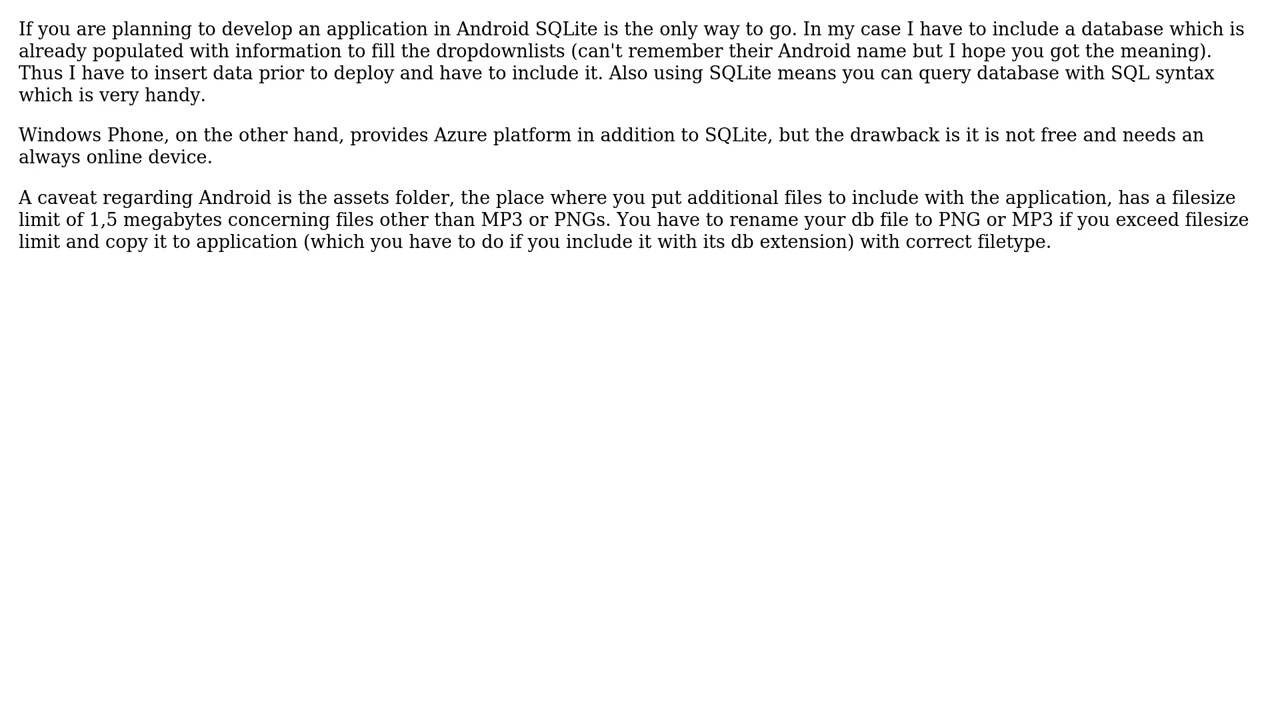 If you are planning to develop an application in Android SQLite is the only way to go. In my case I have to include a database which is
already populated with information to fill the dropdownlists (can't remember their Android name but I hope you got the meaning).
Thus I have to insert data prior to deploy and have to include it. Also using SQLite means you can query database with SQL syntax
which is very handy.
Windows Phone, on the other hand, provides Azure platform in addition to SQLite, but the drawback is it is not free and needs an
always online device.
A caveat regarding Android is the assets folder, the place where you put additional files to include with the application, has a filesize
limit of 1,5 megabytes concerning files other than MP3 or PNGs. You have to rename your db file to PNG or MP3 if you exceed filesize
limit and copy it to application (which you have to do if you include it with its db extension) with correct filetype.